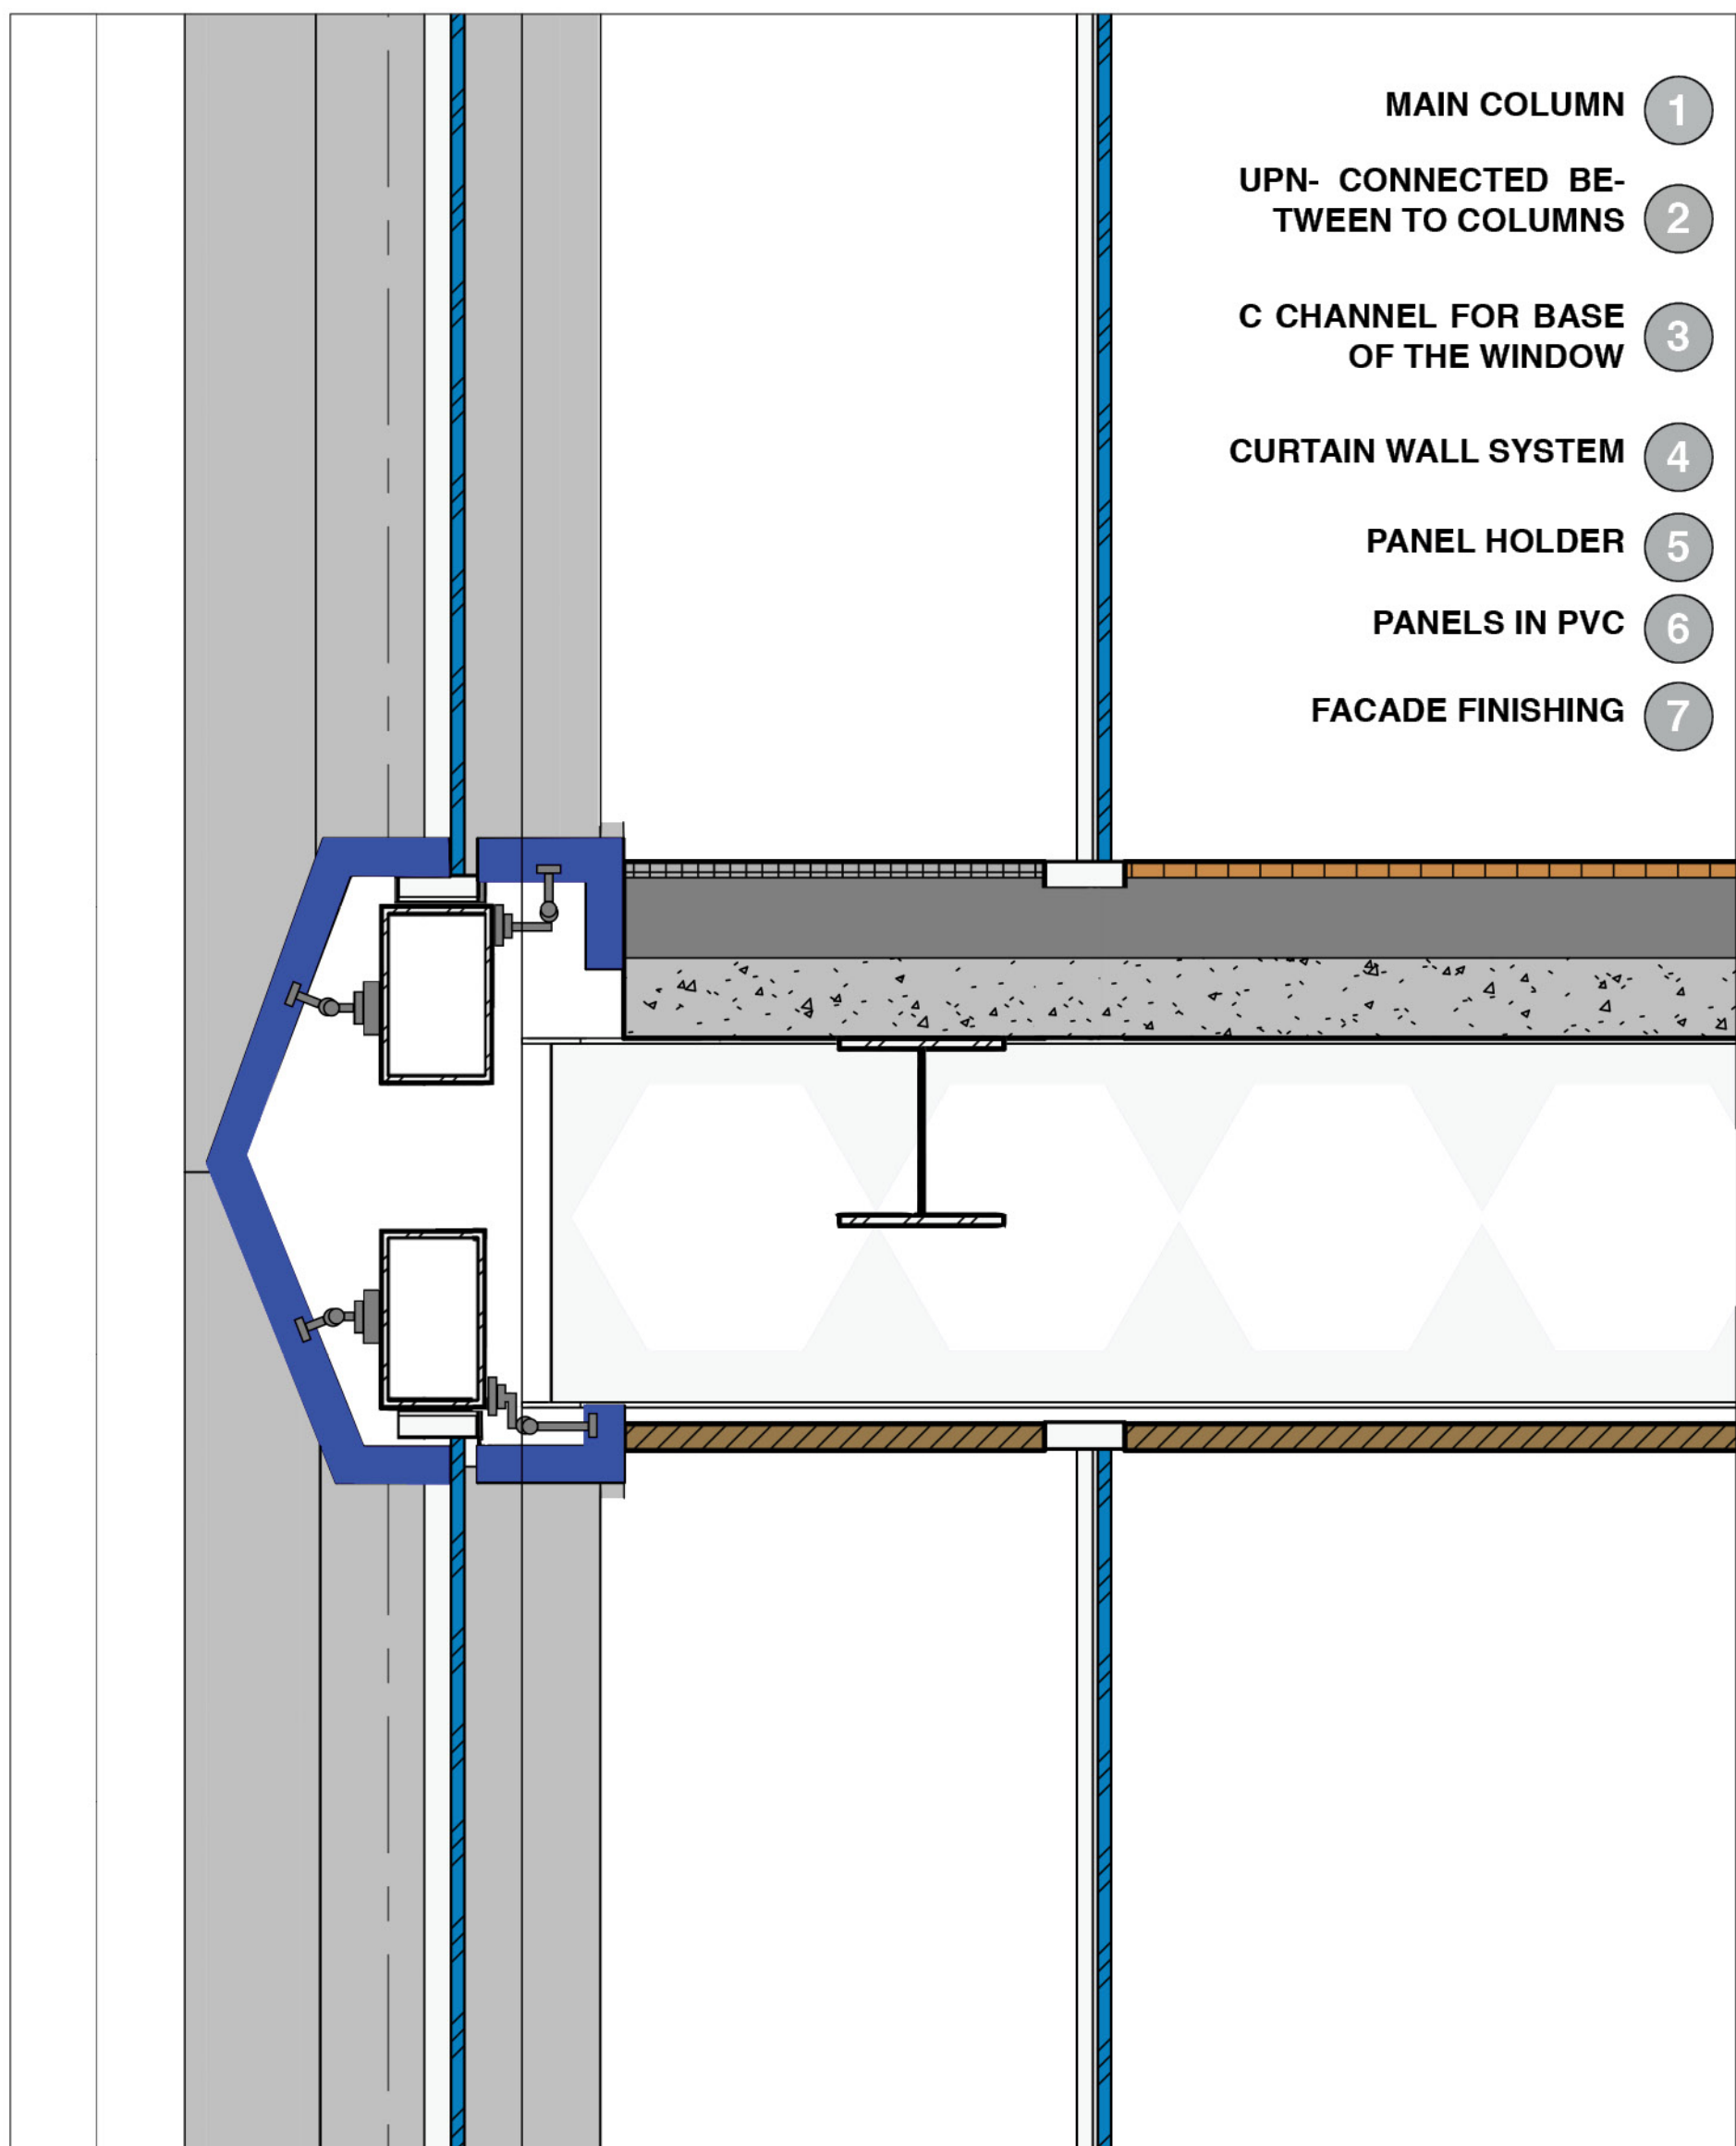 MAIN COLUMN 1
UPN- CONNECTED BE-
TWEEN TO COLUMNS 2
C CHANNEL FOR BASE
OF THE WINDOW 3
CURTAIN WALL SYSTEM 4
PANEL HOLDER 5
PANELS IN PVC 6
FACADE FINISHING 7